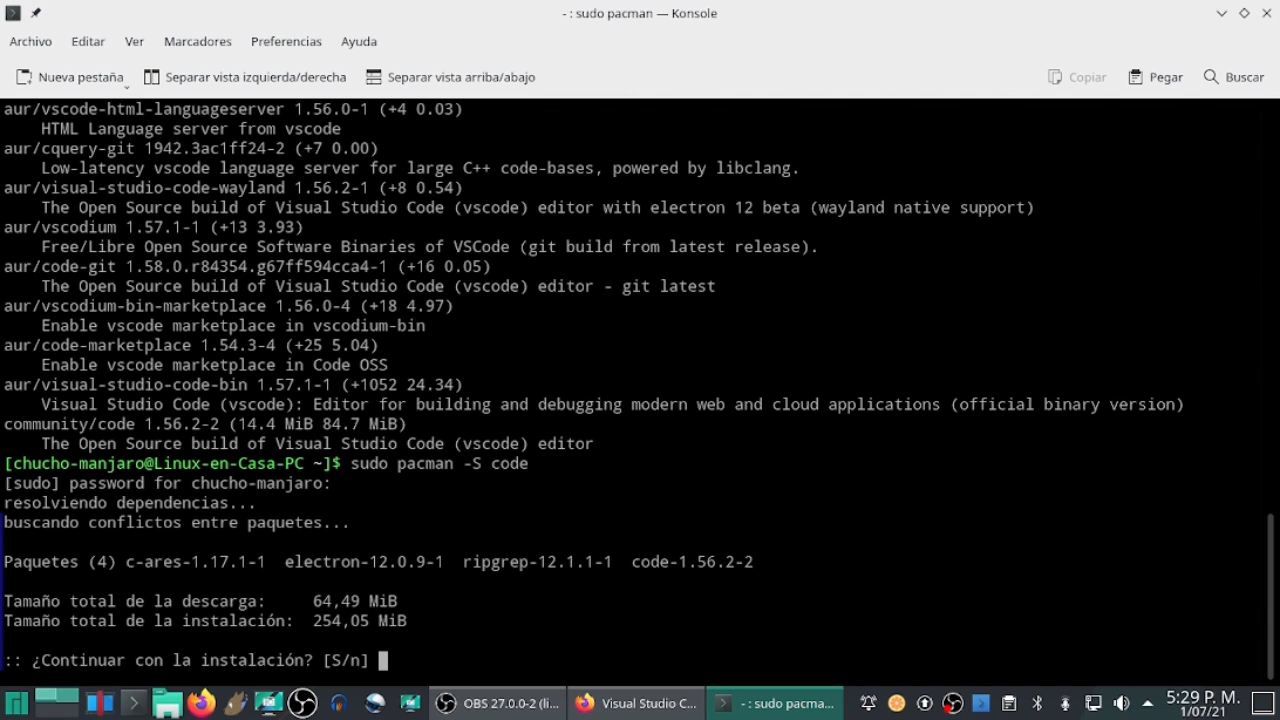 - : sudo pacman — Konsole
Archivo Editar Ver Marcadores Preferencias Ayuda
Nueva pestaña Separar vista izquierda/derecha Separar vista arriba/abajo Copiar Pegar Buscar
aur/vscode-html-languageserver 1.56.0-1 (+4 0.03)
HTML Language server from vscode
aur/cquery-git 1942.3ac1ff24-2 (+7 0.00)
Low-latency vscode language server for large C++ code-bases, powered by libclang.
aur/visual-studio-code-wayland 1.56.2-1 (+8 0.54)
The Open Source build of Visual Studio Code (vscode) editor with electron 12 beta (wayland native support)
aur/vscodium 1.57.1-1 (+13 3.93)
Free/Libre Open Source Software Binaries of VSCode (git build from latest release).
aur/code-git 1.58.0.r84354.g67ff594cca4-1 (+16 0.05)
The Open Source build of Visual Studio Code (vscode) editor - git latest
aur/vscodium-bin-marketplace 1.56.0-4 (+18 4.97)
Enable vscode marketplace in vscodium-bin
aur/code-marketplace 1.54.3-4 (+25 5.04)
Enable vscode marketplace in Code OSS
aur/visual-studio-code-bin 1.57.1-1 (+1052 24.34)
Visual Studio Code (vscode): Editor for building and debugging modern web and cloud applications (official binary version)
community/code 1.56.2-2 (14.4 MiB 84.7 MiB)
The Open Source build of Visual Studio Code (vscode) editor
[chucho-manjaro@Linux-en-Casa-PC ~]$ sudo pacman -S code
[sudo] password for chucho-manjaro:
resolviendo dependencias...
buscando conflictos entre paquetes...
Paquetes (4) c-ares-1.17.1-1 electron-12.0.9-1 ripgrep-12.1.1-1 code-1.56.2-2
Tamaño total de la descarga: 64,49 MiB
Tamaño total de la instalación: 254,05 MiB
:: ¿Continuar con la instalación? [S/n]
OBS 27.0.0-2 (li... Visual Studio C... - : sudo pacma... 5:29 P. M.
1/07/21